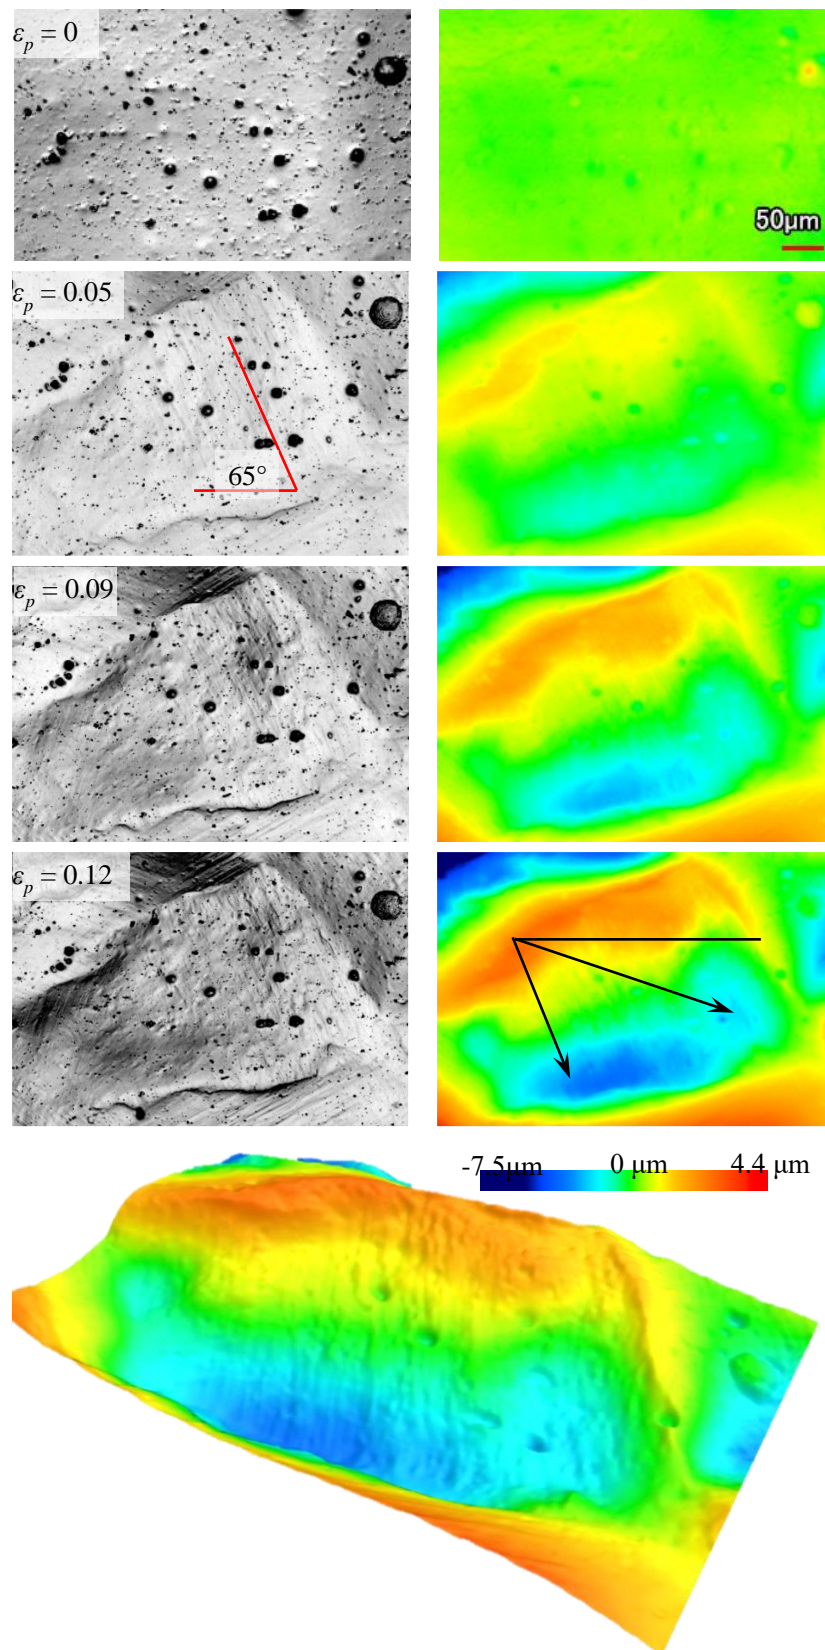 εp = 0
50μm
εp = 0.05
65°
εp = 0.09
εp = 0.12
-7.5μm 0 μm 4.4 μm